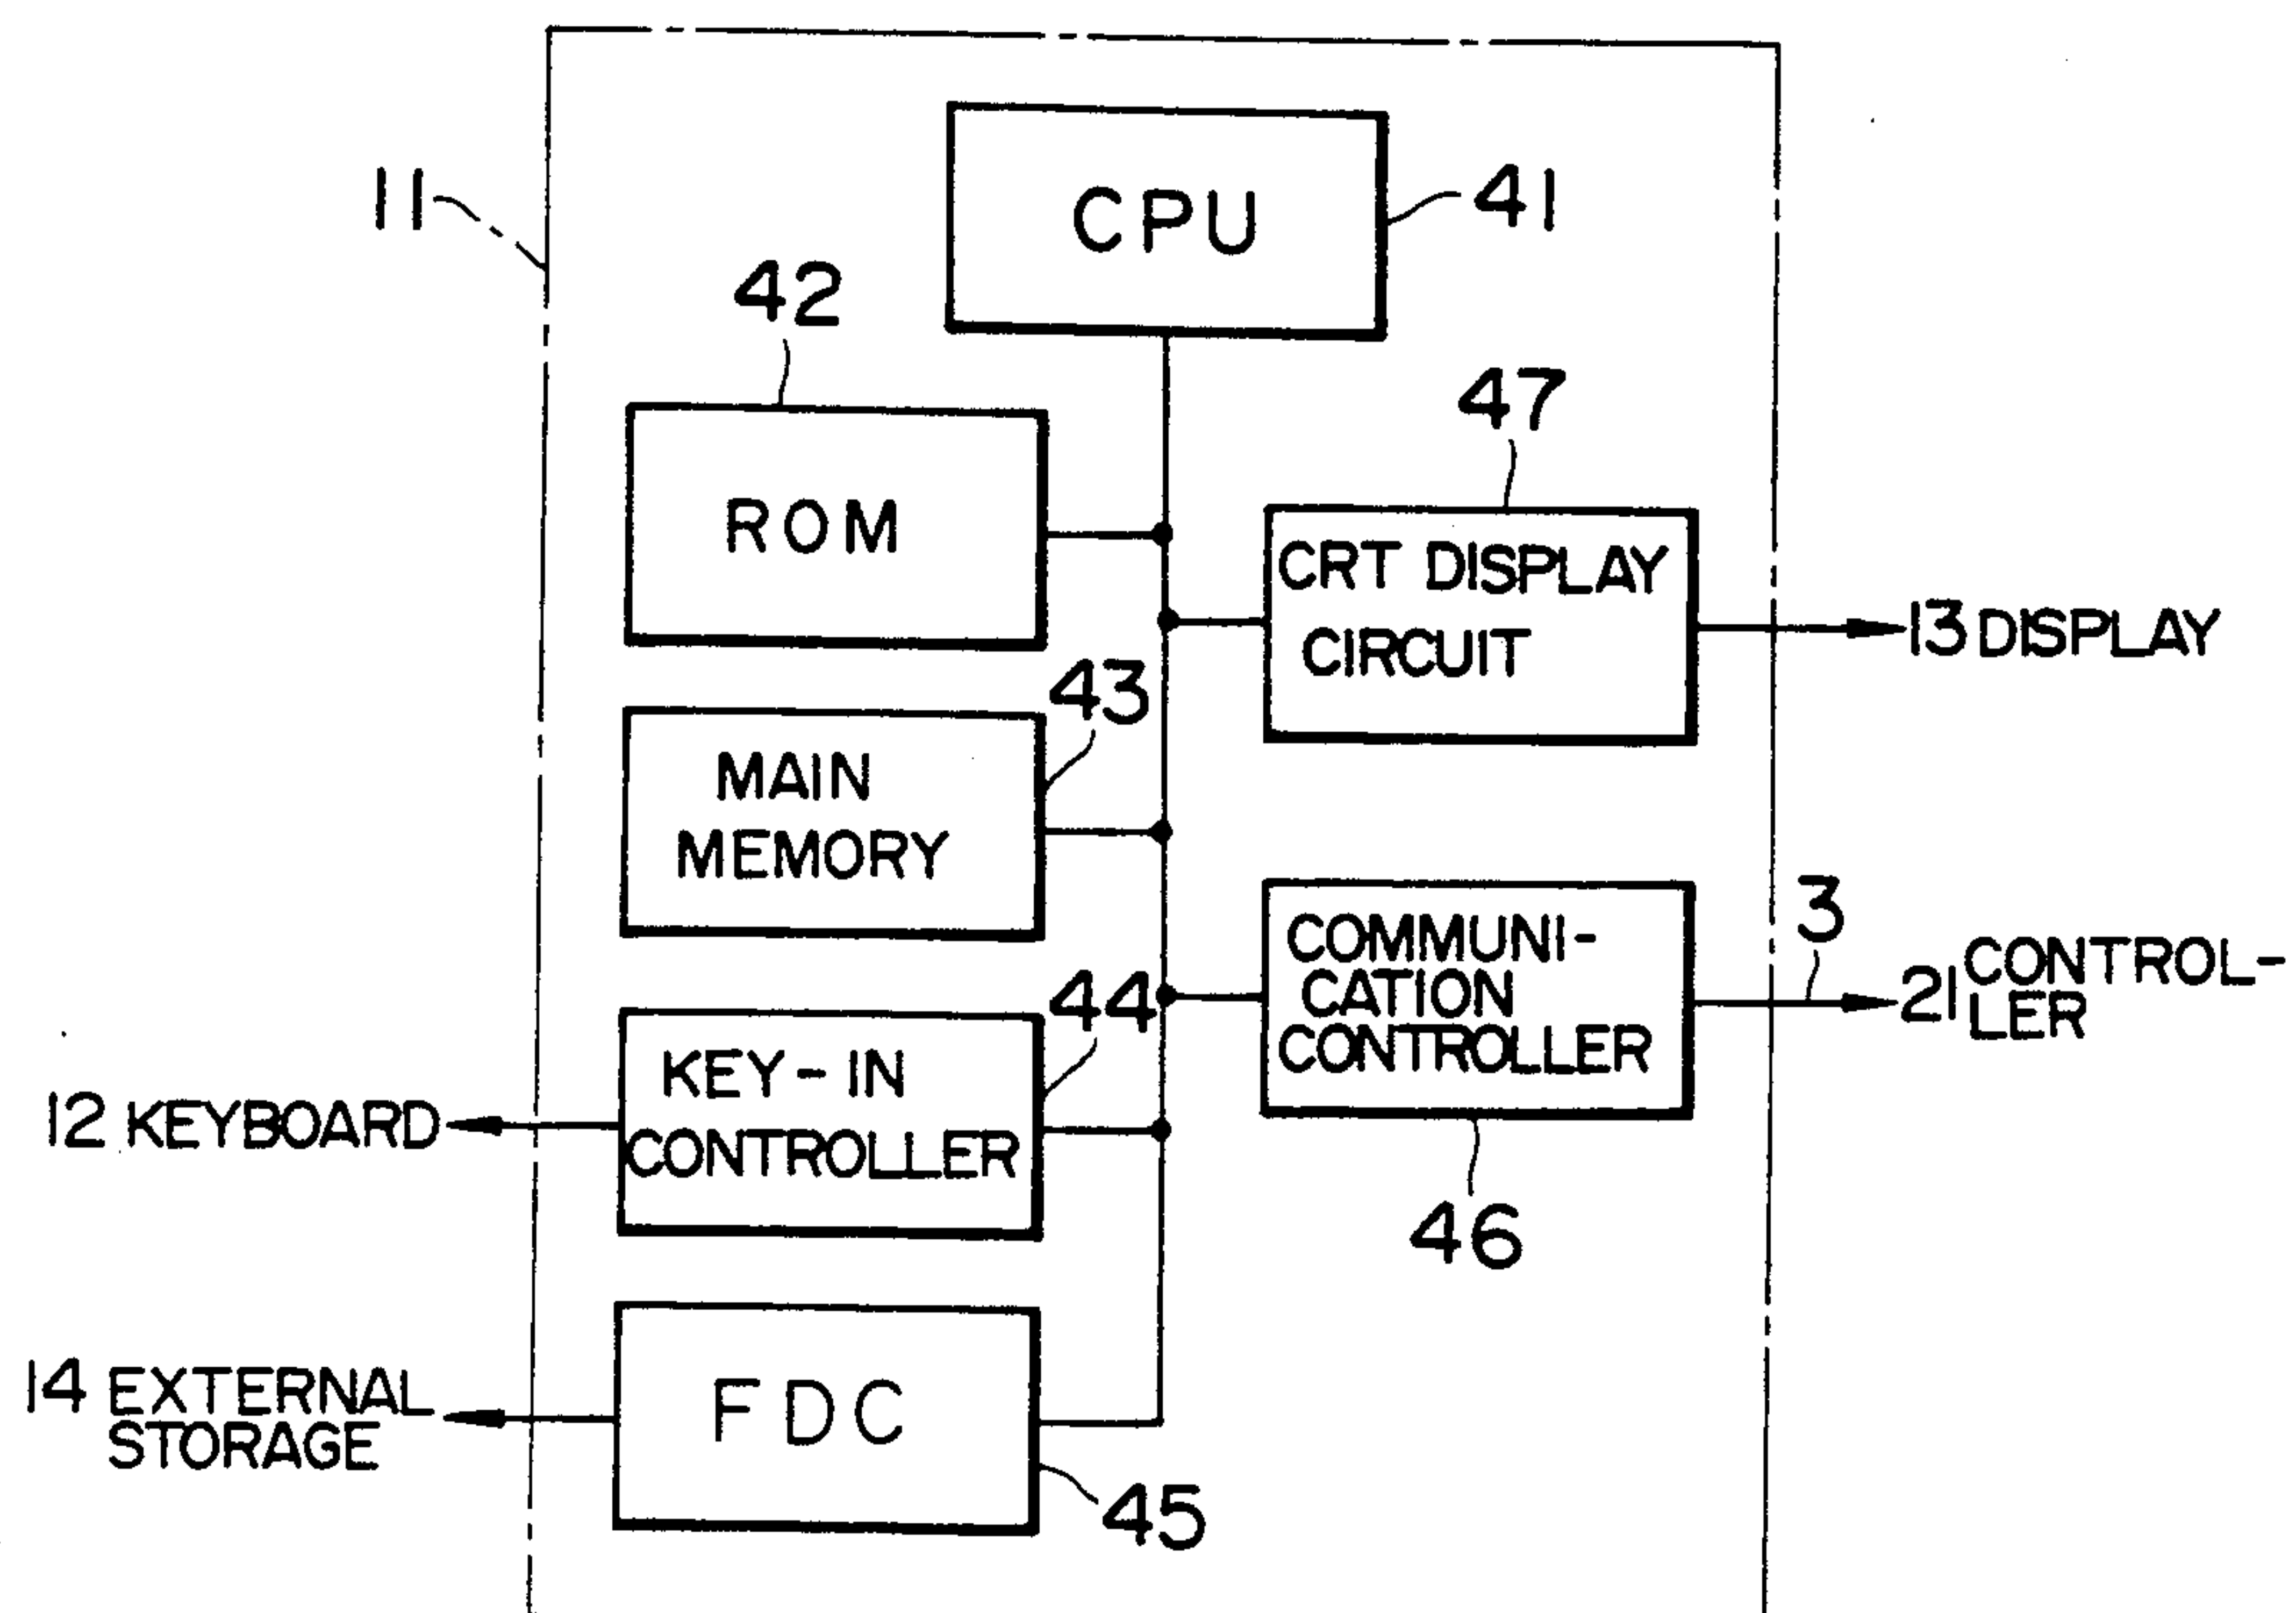 11
CPU
41
42
ROM
47
CRT DISPLAY
CIRCUIT
13 DISPLAY
43
MAIN
MEMORY
COMMUNI-
CATION
CONTROLLER
3
21 CONTROL-
LER
46
44
KEY-IN
CONTROLLER
12 KEYBOARD
FDC
14 EXTERNAL
STORAGE
45